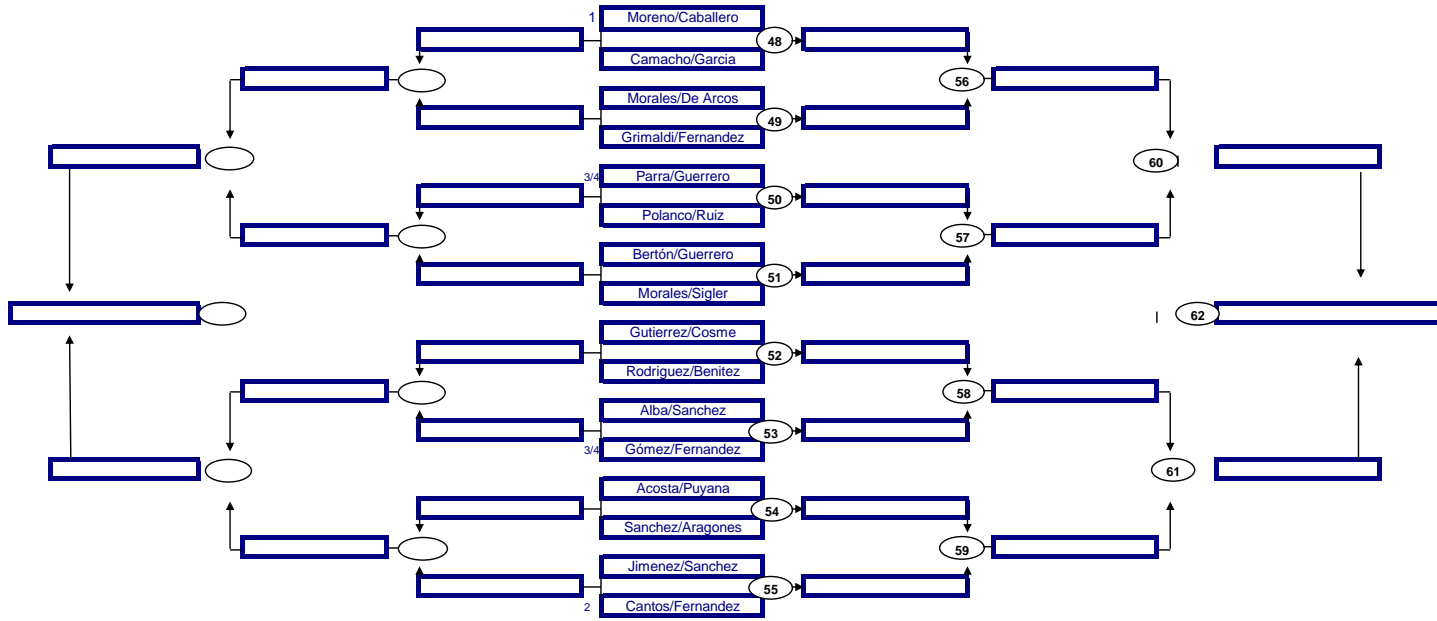 1 Moreno/Caballero
48
Camacho/Garcia
56
Morales/De Arcos
49
Grimaldi/Fernandez
60
3/4 Parra/Guerrero
50
Polanco/Ruiz
57
Bertón/Guerrero
51
Morales/Sigler
62
Gutierrez/Cosme
52
Rodriguez/Benitez
58
Alba/Sanchez
53
3/4 Gómez/Fernandez
61
Acosta/Puyana
54
Sanchez/Aragones
59
Jimenez/Sanchez
55
2 Cantos/Fernandez